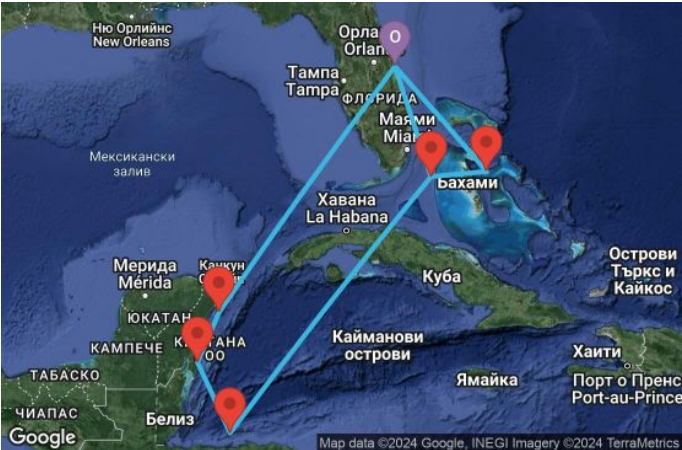 Ню Орлийнс
New Orleans
Орла
Orlan
O
Тампа
Tampa
ФЛОРИДА
Маями
Miami
Мексикански
залив
Бахами
Хавана
La Habana
Мерида
Mérida
Канкун
ЮКАТАН
КАМПЕЧЕ
ТАБАСКО
ЧИАПАС
Белиз
Куба
Кайманови
острови
Ямайка
Острови
Търкс и
Кайкос
Хаити
Порт о Пренс
Port-au-Prince
Google
Map data ©2024 Google, INEGI Imagery ©2024 TerraMetrics